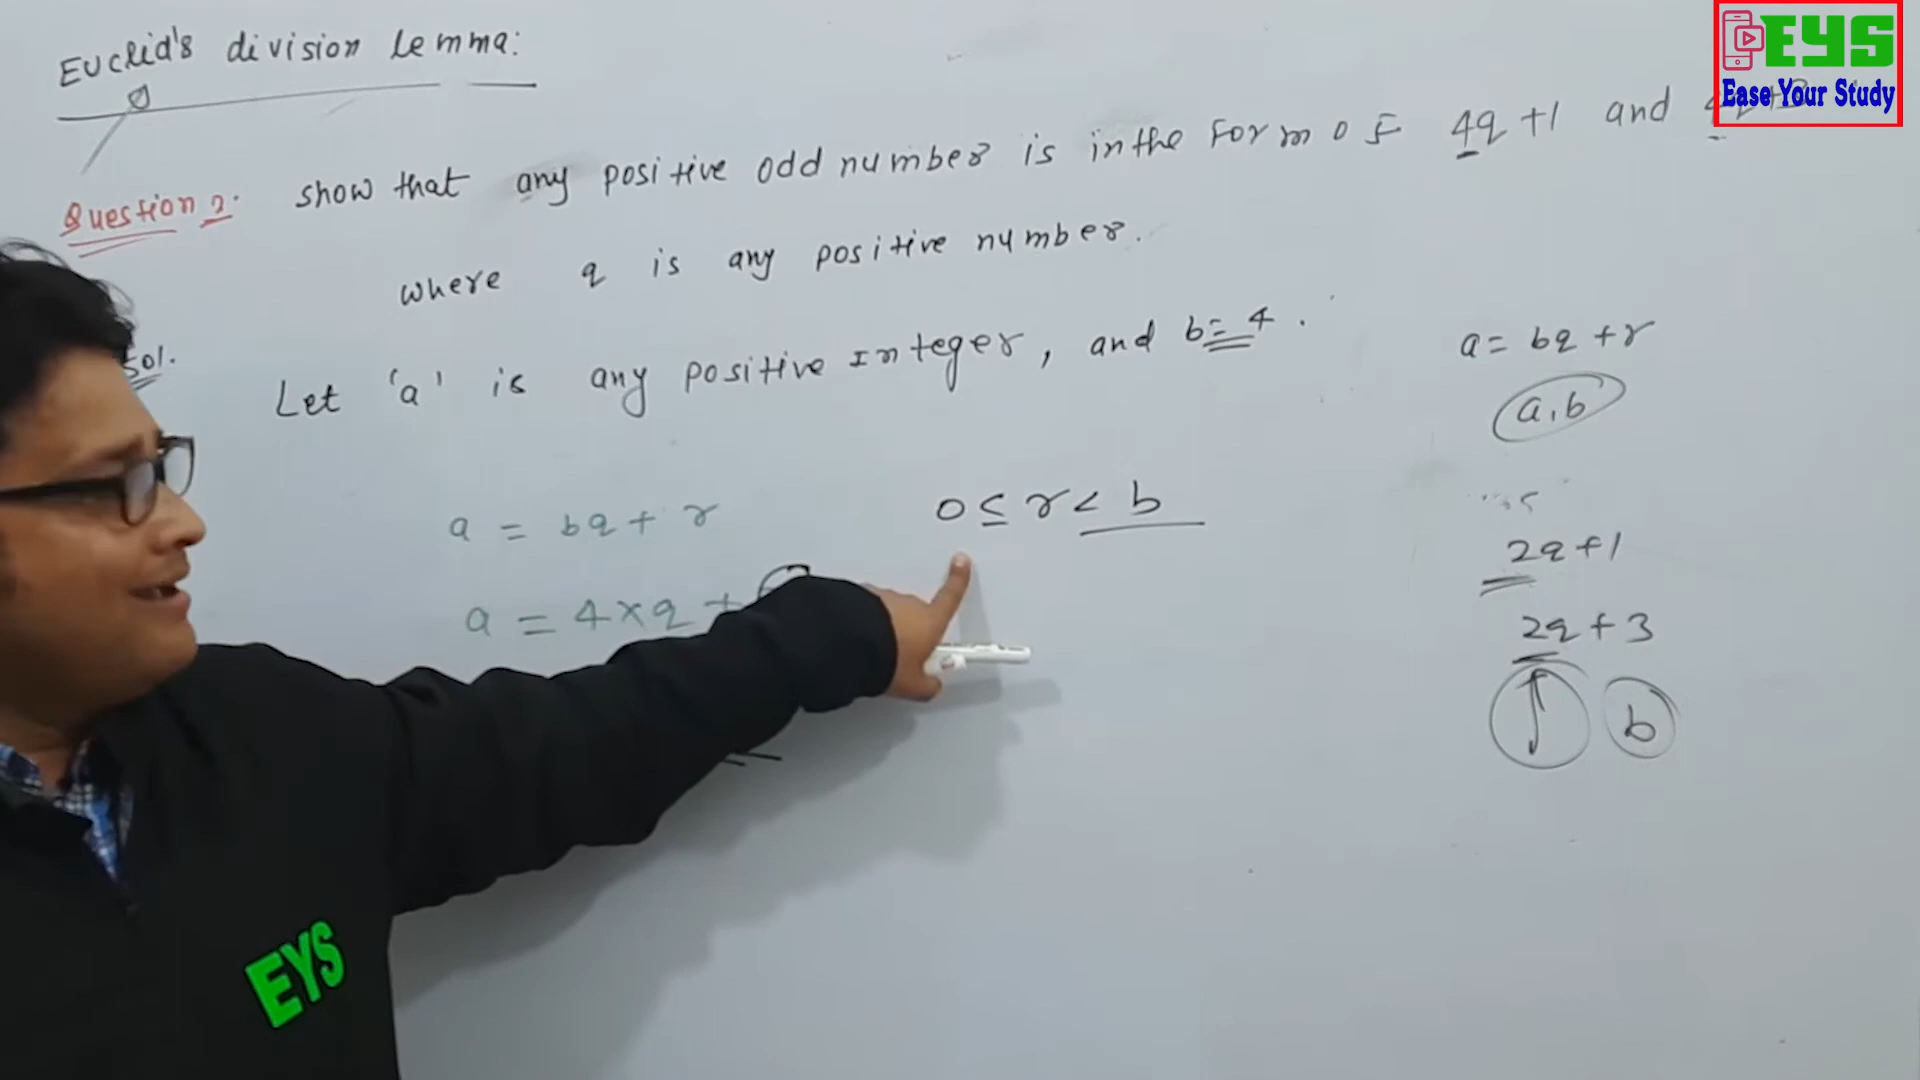 EYS
Ease Your Study
Euclid's division lemma:
Question 2. show that any positive odd number is in the form of 4q +1 and
where q is any positive number.
Sol.
Let 'a' is any positive Integer, and b = 4.
a = bq + r
a, b
a = bq + r
0 ≤ r < b
2q + 1
a = 4 × q +
2q + 3
b
EYS